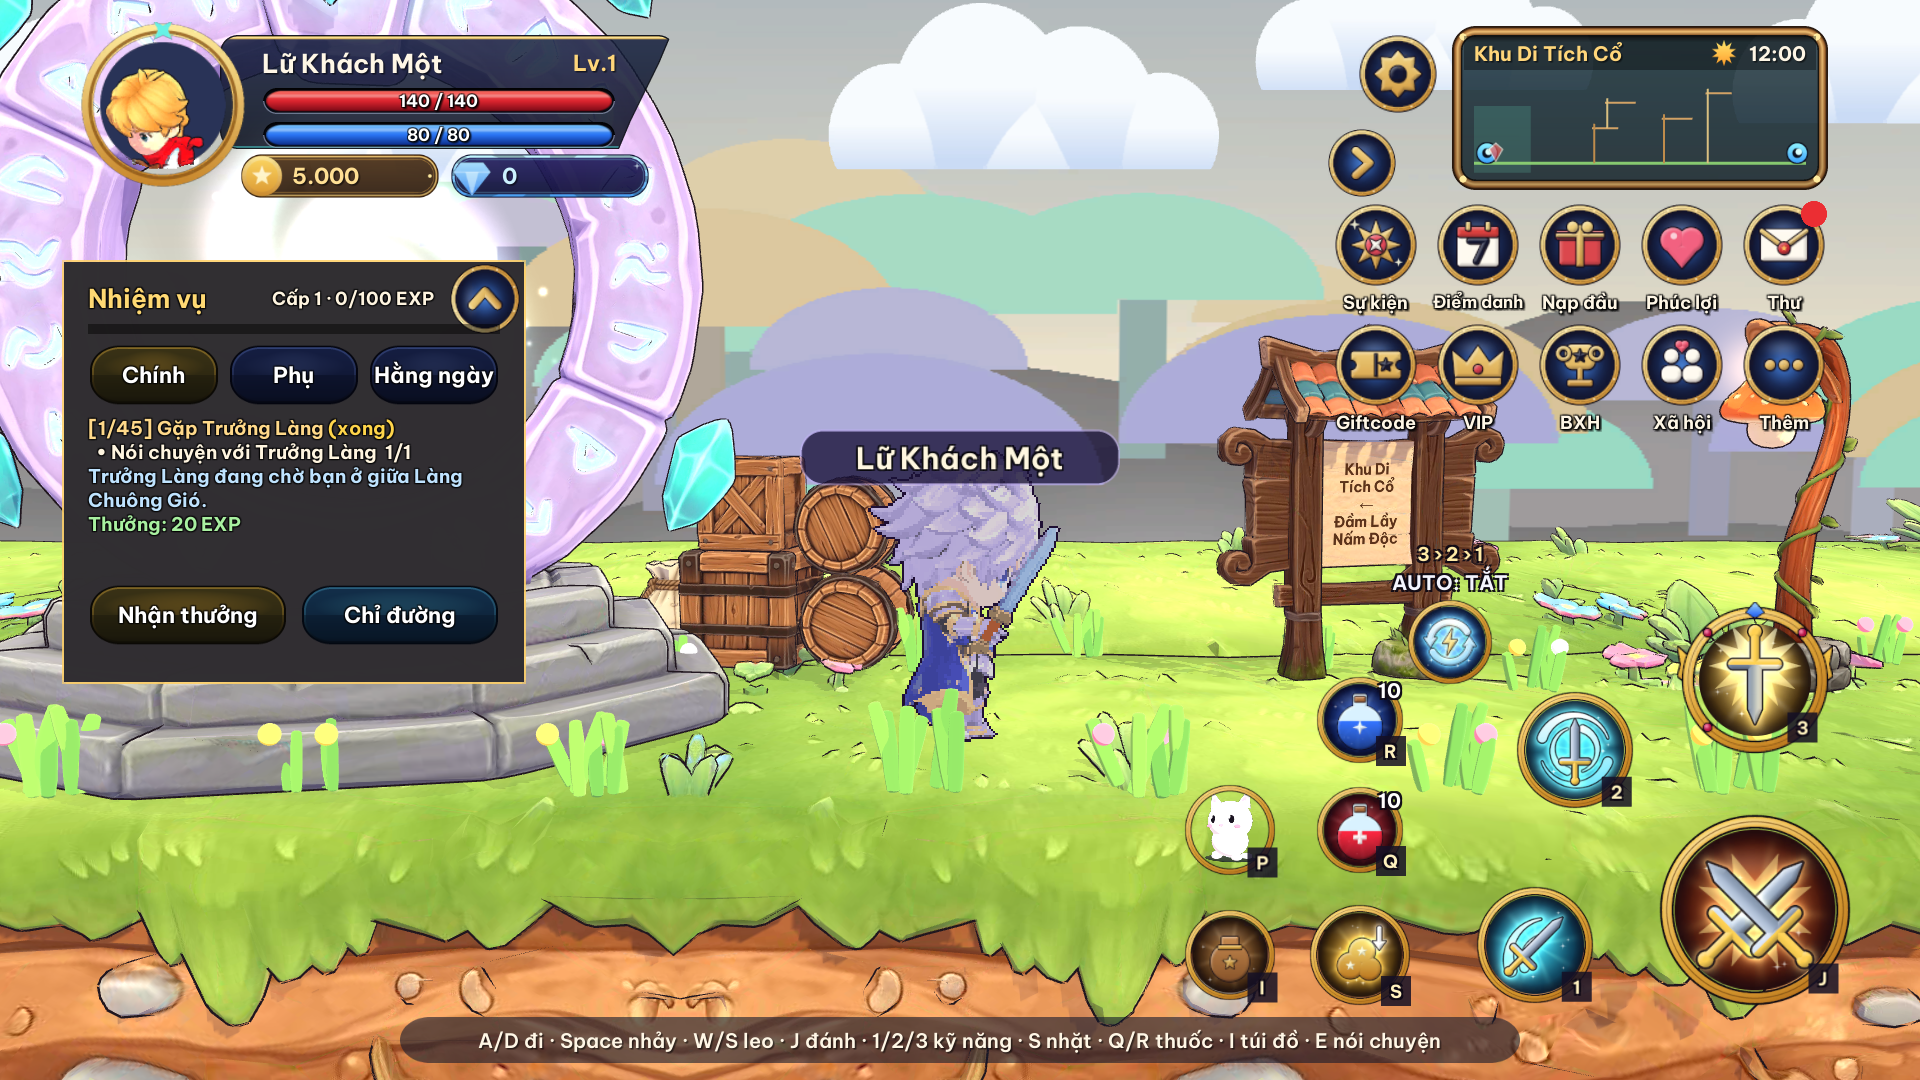 Lữ Khách Một
Lv.1
140 / 140
80 / 80
5.000
0
Khu Di Tích Cổ
12:00
Sự kiện
7
Điểm danh
Nạp đầu
Phúc lợi
Thư
Giftcode
VIP
BXH
Xã hội
Thêm
Nhiệm vụ
Cấp 1 · 0/100 EXP
Chính
Phụ
Hằng ngày
[1/45] Gặp Trưởng Làng (xong)
• Nói chuyện với Trưởng Làng 1/1
Trưởng Làng đang chờ bạn ở giữa Làng
Chuông Gió.
Thưởng: 20 EXP
Nhận thưởng
Chỉ đường
Lữ Khách Một
Khu Di
Tích Cổ
←
Đầm Lầy
Nấm Độc
3 › 2 › 1
AUTO: TẮT
10
R
10
Q
P
I
S
1
2
3
J
A/D đi · Space nhảy · W/S leo · J đánh · 1/2/3 kỹ năng · S nhặt · Q/R thuốc · I túi đồ · E nói chuyện